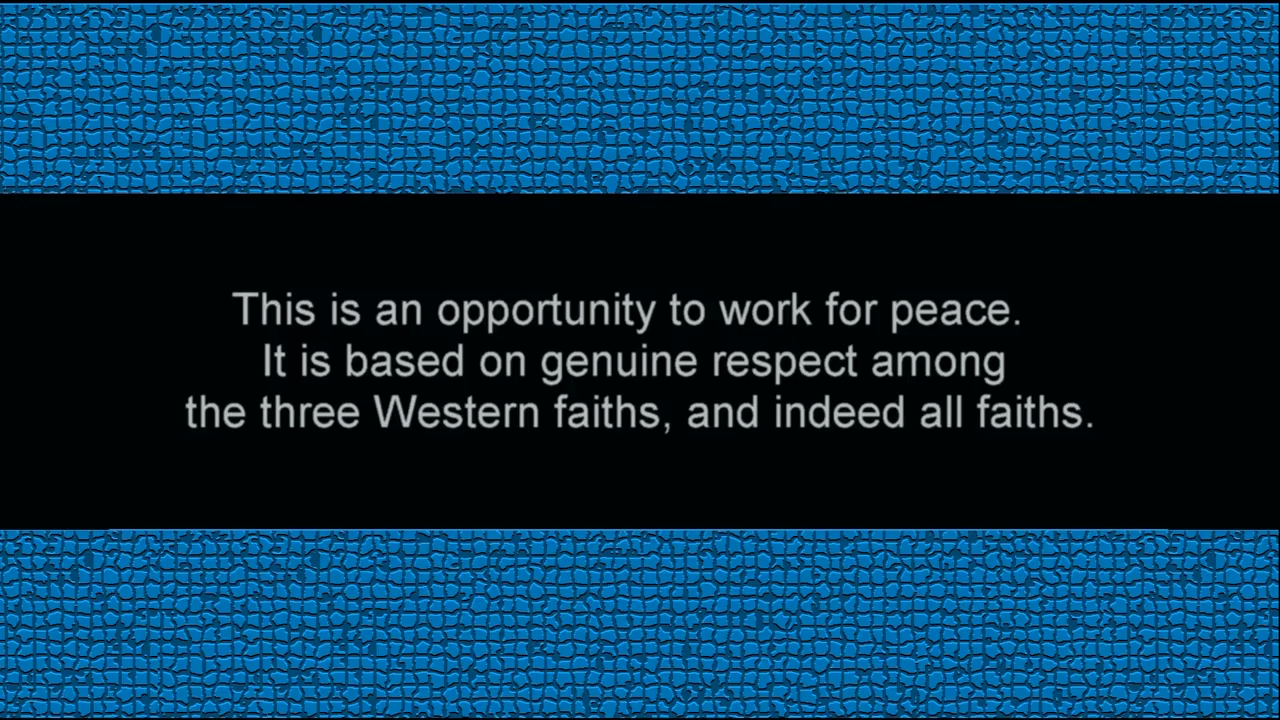 This is an opportunity to work for peace.
It is based on genuine respect among
the three Western faiths, and indeed all faiths.